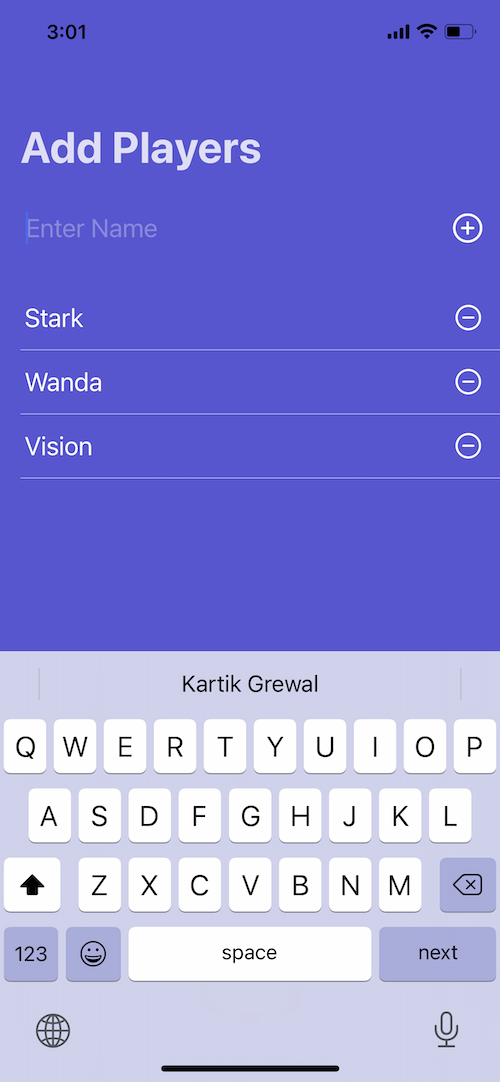 3:01
Add Players
Enter Name
Stark
Wanda
Vision
Kartik Grewal
Q W E R T Y U I O P
A S D F G H J K L
Z X C V B N M
123 space next